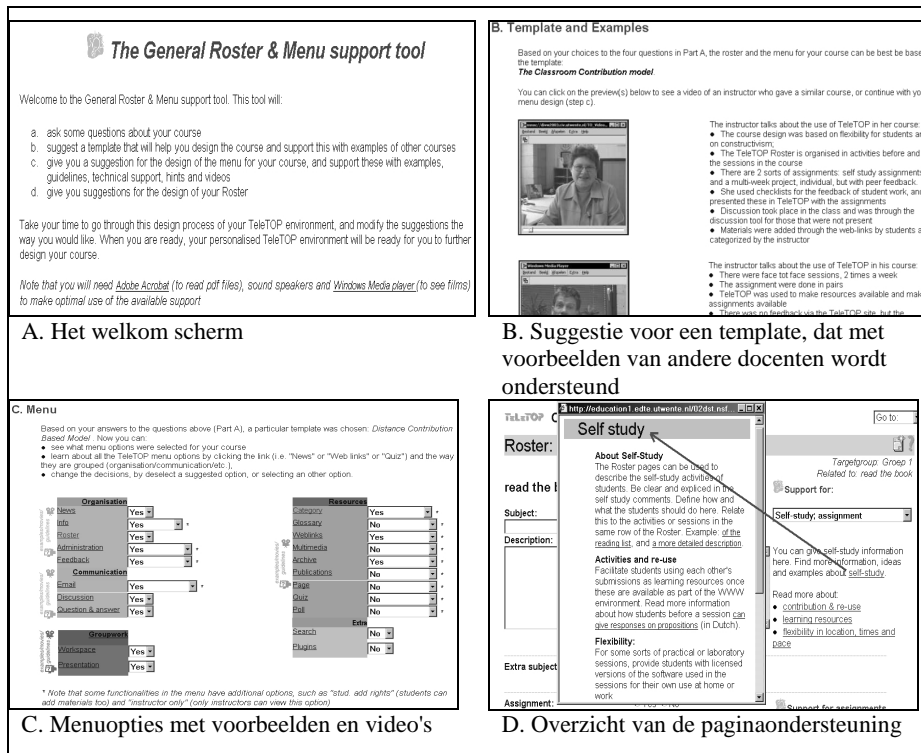 The General Roster & Menu support tool
Welcome to the General Roster & Menu support tool. This tool will:
a. ask some questions about your course
b. suggest a template that will help you design the course and support this with examples of other courses
c. give you a suggestion for the design of the menu for your course, and support these with examples,
guidelines, technical support, hints and videos
d. give you suggestions for the design of your Roster
Take your time to go through this design process of your TeleTOP environment, and modify the suggestions the
way you would like. When you are ready, your personalised TeleTOP environment will be ready for you to further
design your course.
Note that you will need Adobe Acrobat (to read pdf files), sound speakers and Windows Media player (to see films)
to make optimal use of the available support
A. Het welkom scherm
B. Template and Examples
Based on your choices to the four questions in Part A, the roster and the menu for your course can be best be base
the template:
The Classroom Contribution model.
You can click on the preview(s) below to see a video of an instructor who gave a similar course, or continue with yo
menu design (step c).
The instructor talks about the use of TeleTOP in her course:
• The course design was based on flexibility for students an
on constructivism;
• The TeleTOP Roster is organised in activities before and
the sessions in the course
• There are 2 sorts of assignments: self study assignments
and a multi-week project, individual, but with peer feedback.
• She used checklists for the feedback of student work, and
presented these in TeleTOP with the assignments
• Discussion took place in the class and was through the
discussion tool for those that were not present
• Materials were added through the web-links by students a
categorized by the instructor
Windows Media Player
The instructor talks about the use of TeleTOP in his course:
• There were face tot face sessions, 2 times a week
• The assignment were done in pairs
• TeleTOP was used to make resources available and mak
assignments available
• There was no feedback via the TeleTOP site, but the
B. Suggestie voor een template, dat met
voorbeelden van andere docenten wordt
ondersteund
C. Menu
Based on your answers to the questions above (Part A), a particular template was chosen: Distance Contribution
Based Model . Now you can:
• see what menu options were selected for your course
• learn about all the TeleTOP menu options by clicking the link (i.e. "News" or "Web links" or "Quiz") and the way
they are grouped (organisation/communication/etc.),
• change the decisions, by deselect a suggested option, or selecting an other option.
Organisation
News Yes
Info Yes *
Roster Yes
Administration Yes *
Feedback Yes *
Communication
Email Yes *
Discussion Yes
Question & answer Yes
Groupwork
Workspace Yes
Presentation Yes
Resources
Category Yes *
Glossary No *
Weblinks Yes *
Multimedia No *
Archive Yes *
Publications No *
Page No *
Quiz No *
Poll No *
Extra
Search No
Plugins No
* Note that some functionalities in the menu have additional options, such as "stud. add rights" (students can
add materials too) and "instructor only" (only instructors can view this option)
C. Menuopties met voorbeelden en video's
TeleTOP C
http://education1.edte.utwente.nl/02dst.nsf...
Go to:
Roster:
Self study
Targetgroup: Groep 1
Related to: read the book
read the b
Subject:
Description:
Extra subject
Assignment:
Yes No
About Self-Study
The Roster pages can be used to
describe the self-study activities of
students. Be clear and expliced in the
self study comments. Define how and
what the students should do here. Relate
this to the activities or sessions in the
same row of the Roster. Example: of the
reading list, and a more detailed description.
Activities and re-use
Facilitate students using each other's
submissions as learning resources once
these are available as part of the WWW
environment. Read more information
about how students before a session can
give responses on propositions (in Dutch).
Flexibility:
For some sorts of practical or laboratory
sessions, provide students with licensed
versions of the software used in the
sessions for their own use at home or
work
Support for:
Self-study; assignment
You can give self-study information
here. Find more information, ideas
and examples about self-study.
Read more about:
• contribution & re-use
• learning resources
• flexibility in location, times and
pace
Support for assignments
D. Overzicht van de paginaondersteuning